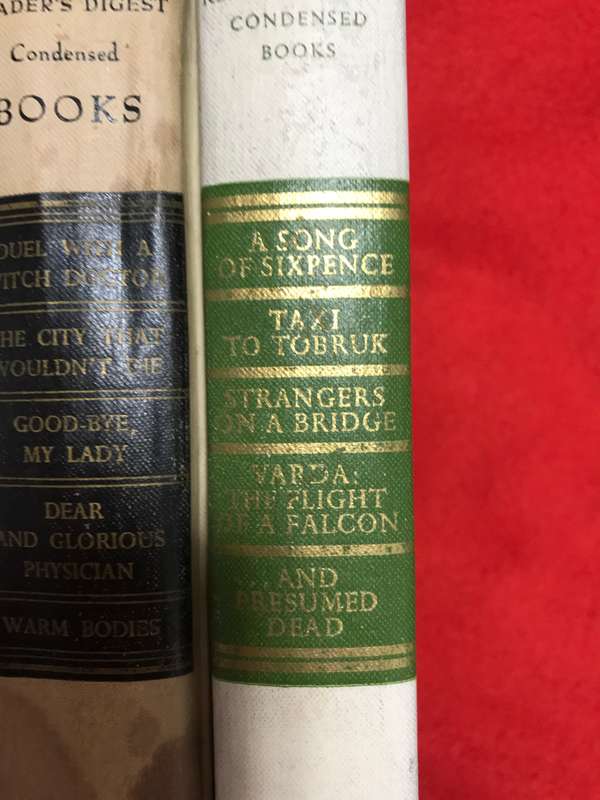 ADER'S DIGEST
Condensed
BOOKS
DUEL WITH A
WITCH DOCTOR
THE CITY THAT
WOULDN'T DIE
GOOD-BYE,
MY LADY
DEAR
AND GLORIOUS
PHYSICIAN
WARM BODIES
CONDENSED
BOOKS
A SONG
OF SIXPENCE
TAXI
TO TOBRUK
STRANGERS
ON A BRIDGE
VARDA:
THE FLIGHT
OF A FALCON
. . . AND
PRESUMED
DEAD